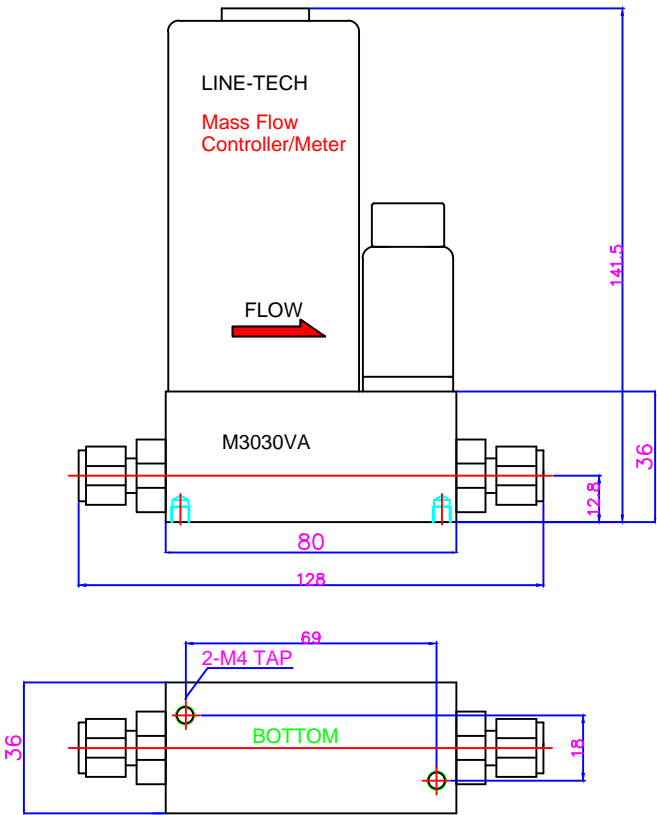 LINE-TECH
Mass Flow
Controller/Meter
FLOW
141.5
M3030VA
36
12.8
80
128
69
2-M4 TAP
36
BOTTOM
18